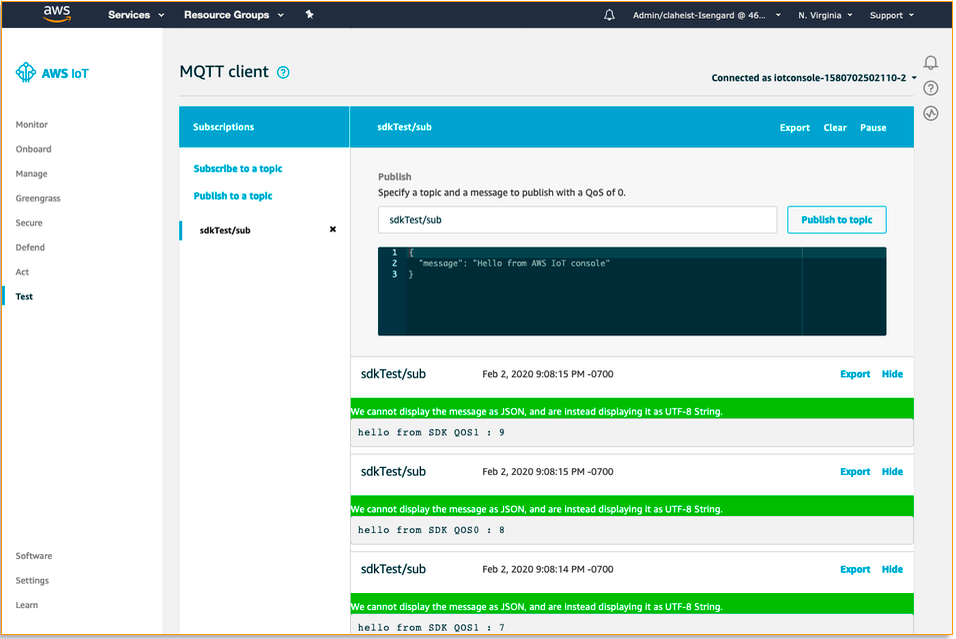 aws Services Resource Groups Admin/claheist-Isengard @ 46... N. Virginia Support
AWS IoT
MQTT client
Connected as iotconsole-1580702502110-2
Monitor
Onboard
Manage
Greengrass
Secure
Defend
Act
Test
Software
Settings
Learn
Subscriptions
Subscribe to a topic
Publish to a topic
sdkTest/sub
sdkTest/sub Export Clear Pause
Publish
Specify a topic and a message to publish with a QoS of 0.
sdkTest/sub Publish to topic
1 {
2 "message": "Hello from AWS IoT console"
3 }
sdkTest/sub Feb 2, 2020 9:08:15 PM -0700 Export Hide
We cannot display the message as JSON, and are instead displaying it as UTF-8 String.
hello from SDK QOS1 : 9
sdkTest/sub Feb 2, 2020 9:08:15 PM -0700 Export Hide
We cannot display the message as JSON, and are instead displaying it as UTF-8 String.
hello from SDK QOS0 : 8
sdkTest/sub Feb 2, 2020 9:08:14 PM -0700 Export Hide
We cannot display the message as JSON, and are instead displaying it as UTF-8 String.
hello from SDK QOS1 : 7